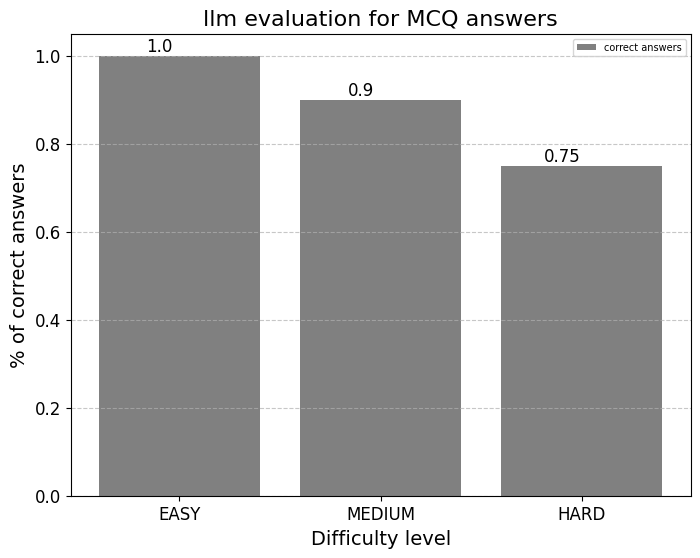 llm evaluation for MCQ answers
correct answers
1.0
0.9
0.75
% of correct answers
1.0
0.8
0.6
0.4
0.2
0.0
EASY MEDIUM HARD
Difficulty level